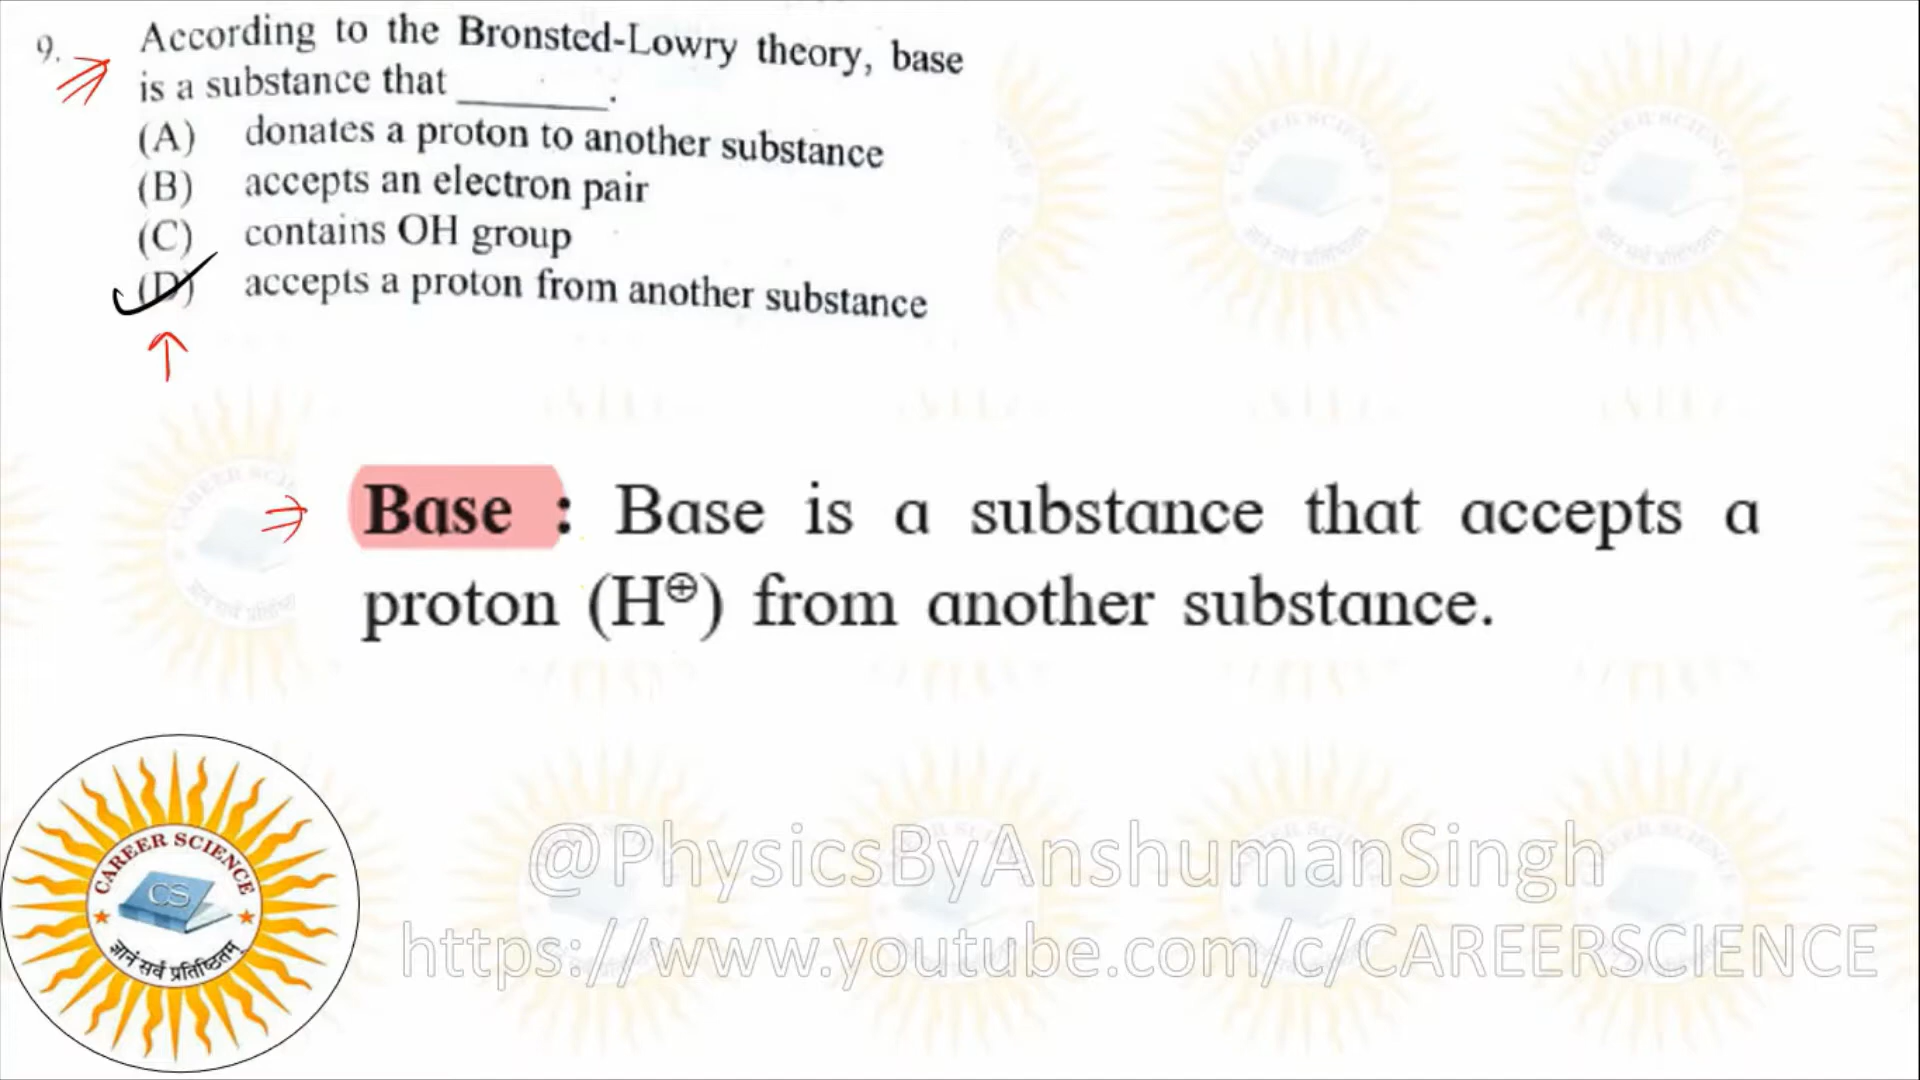 9. According to the Bronsted-Lowry theory, base
is a substance that ________.
(A) donates a proton to another substance
(B) accepts an electron pair
(C) contains OH group
(D) accepts a proton from another substance
Base : Base is a substance that accepts a
proton (H⊕) from another substance.
CAREER SCIENCE
CS
ज्ञानं सर्वं प्रतिष्ठितम्
@PhysicsByAnshumanSingh
https://www.youtube.com/c/CAREERSCIENCE